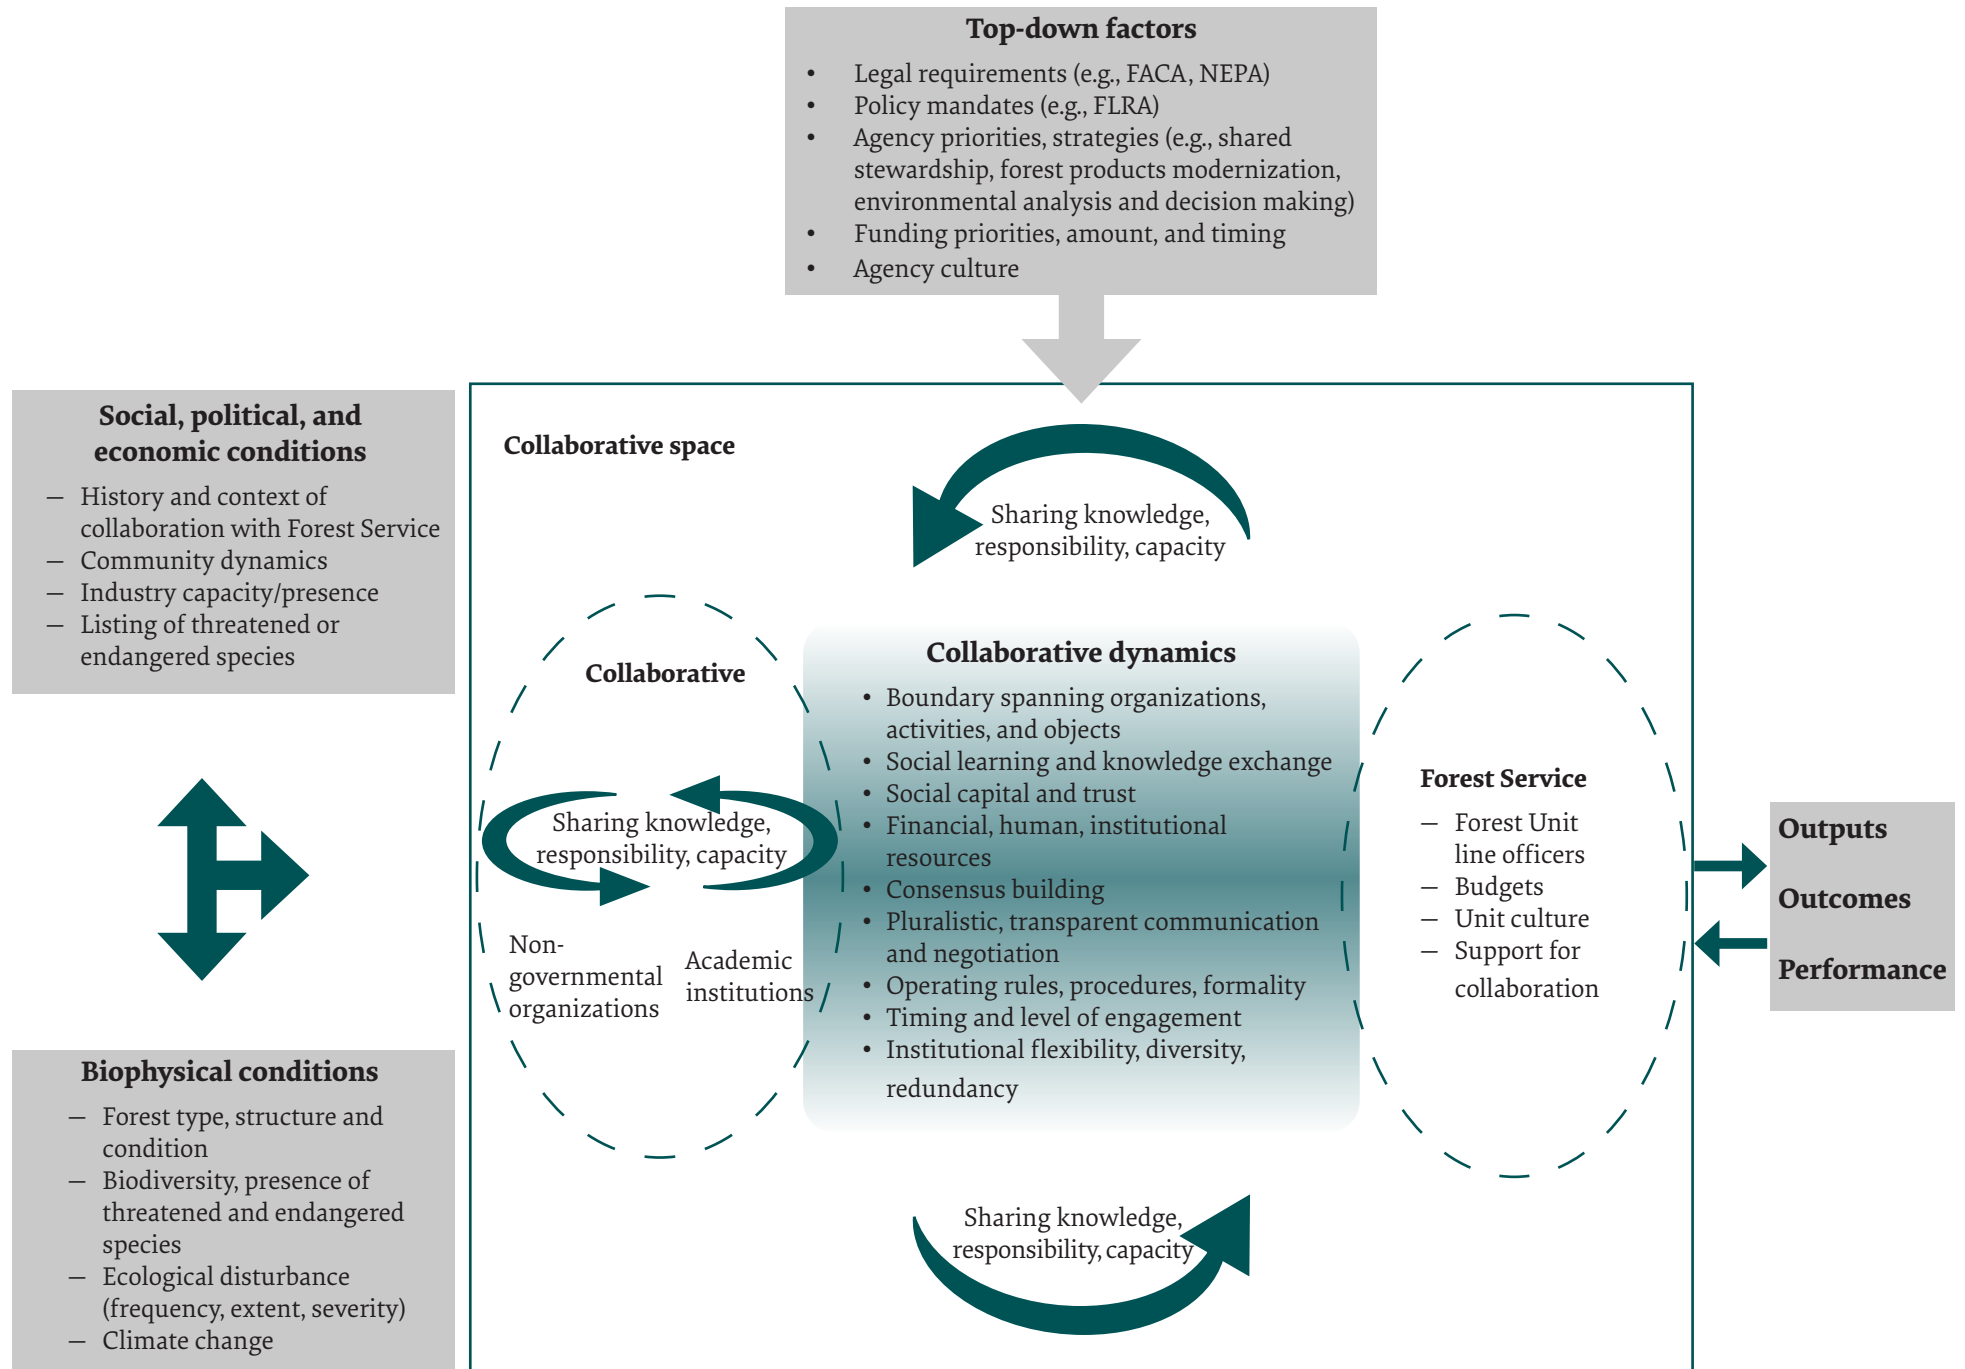 Top-down factors
• Legal requirements (e.g., FACA, NEPA)
• Policy mandates (e.g., FLRA)
• Agency priorities, strategies (e.g., shared
stewardship, forest products modernization,
environmental analysis and decision making)
• Funding priorities, amount, and timing
• Agency culture
Social, political, and
economic conditions
— History and context of
collaboration with Forest Service
— Community dynamics
— Industry capacity/presence
— Listing of threatened or
endangered species
Biophysical conditions
— Forest type, structure and
condition
— Biodiversity, presence of
threatened and endangered
species
— Ecological disturbance
(frequency, extent, severity)
— Climate change
Collaborative space
Sharing knowledge,
responsibility, capacity
Collaborative
Sharing knowledge,
responsibility, capacity
Non-
governmental
organizations
Academic
institutions
Collaborative dynamics
• Boundary spanning organizations,
activities, and objects
• Social learning and knowledge exchange
• Social capital and trust
• Financial, human, institutional
resources
• Consensus building
• Pluralistic, transparent communication
and negotiation
• Operating rules, procedures, formality
• Timing and level of engagement
• Institutional flexibility, diversity,
redundancy
Forest Service
— Forest Unit
line officers
— Budgets
— Unit culture
— Support for
collaboration
Sharing knowledge,
responsibility, capacity
Outputs
Outcomes
Performance